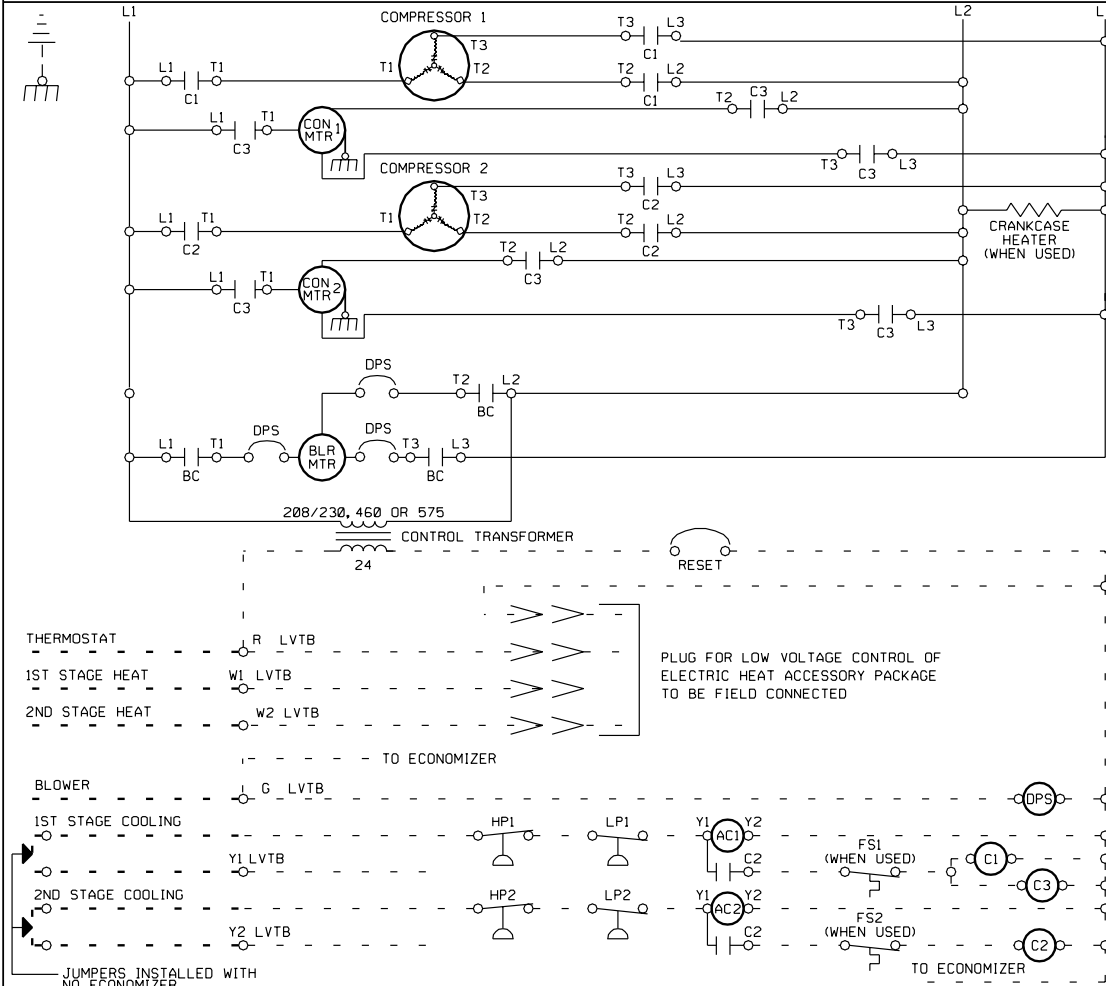 L1
L2
L
COMPRESSOR 1
T3 L3
T3
C1
T1
T2
L1 T1
C1
T2 L2
C1
C3
T2 L2
L1
T1
C3
CON 1
MTR
T3
L3
C3
COMPRESSOR 2
T3 L3
T3
C2
T1
T2
L1 T1
C2
T2 L2
C2
CRANKCASE
HEATER
(WHEN USED)
T2 L2
C3
L1
T1
C3
CON 2
MTR
T3
L3
C3
DPS
T2 L2
BC
L1 T1
BC
DPS
BLR
MTR
DPS
T3 L3
BC
208/230,460 OR 575
CONTROL TRANSFORMER
24
RESET
THERMOSTAT
R LVTB
1ST STAGE HEAT
W1 LVTB
2ND STAGE HEAT
W2 LVTB
PLUG FOR LOW VOLTAGE CONTROL OF
ELECTRIC HEAT ACCESSORY PACKAGE
TO BE FIELD CONNECTED
TO ECONOMIZER
BLOWER
G LVTB
DPS
1ST STAGE COOLING
HP1
LP1
Y1 AC1 Y2
Y1 LVTB
C2
FS1
(WHEN USED)
C1
C3
2ND STAGE COOLING
HP2
LP2
Y1 AC2 Y2
Y2 LVTB
C2
FS2
(WHEN USED)
C2
TO ECONOMIZER
JUMPERS INSTALLED WITH
NO ECONOMIZER